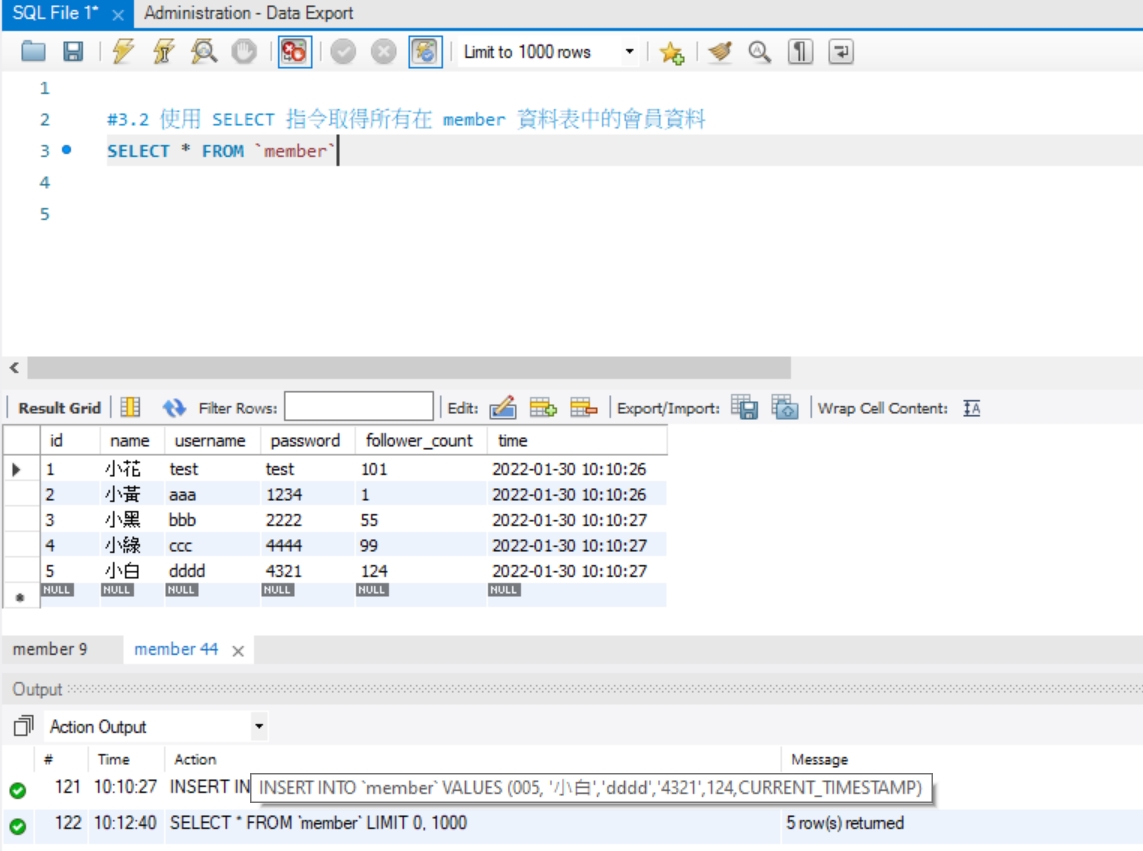 SQL File 1* Administration - Data Export
Limit to 1000 rows
1
2 #3.2 使用 SELECT 指令取得所有在 member 資料表中的會員資料
3 SELECT * FROM `member`
4
5
Result Grid Filter Rows: Edit: Export/Import: Wrap Cell Content:
id name username password follower_count time
1 小花 test test 101 2022-01-30 10:10:26
2 小黃 aaa 1234 1 2022-01-30 10:10:26
3 小黑 bbb 2222 55 2022-01-30 10:10:27
4 小綠 ccc 4444 99 2022-01-30 10:10:27
5 小白 dddd 4321 124 2022-01-30 10:10:27
NULL NULL NULL NULL NULL NULL
member 9 member 44
Output
Action Output
# Time Action Message
121 10:10:27 INSERT IN INSERT INTO `member` VALUES (005, '小白','dddd','4321',124,CURRENT_TIMESTAMP)
122 10:12:40 SELECT * FROM `member` LIMIT 0, 1000 5 row(s) returned